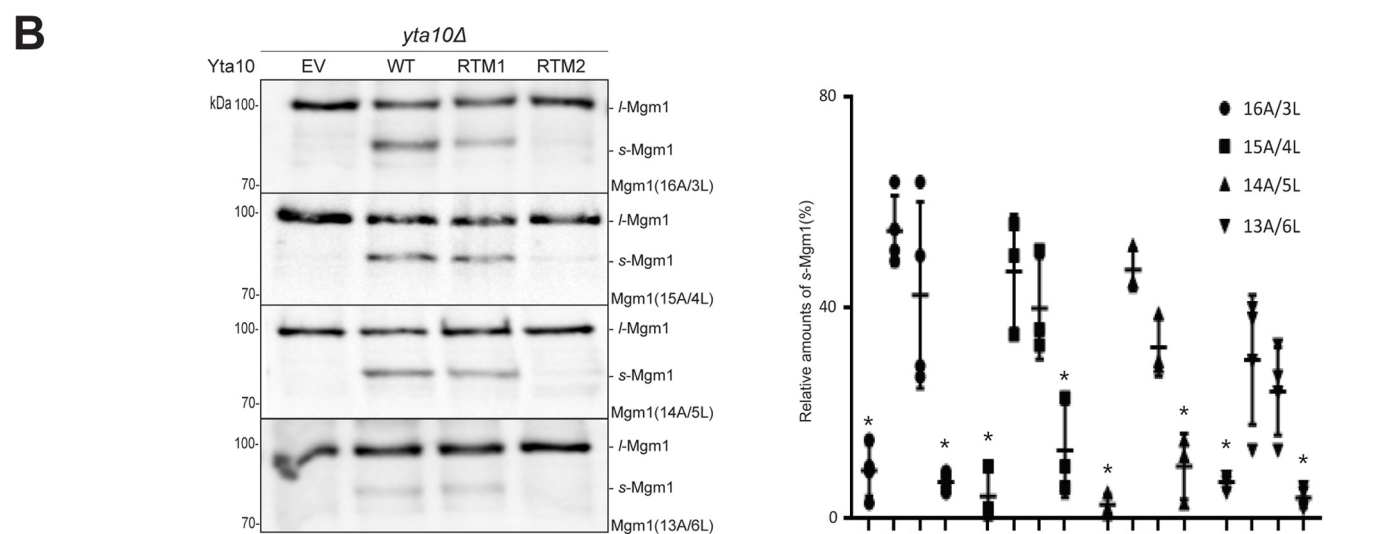 B
yta10Δ
Yta10 EV WT RTM1 RTM2
kDa 100-
- l-Mgm1
- s-Mgm1
70-
Mgm1(16A/3L)
100-
- l-Mgm1
- s-Mgm1
70-
Mgm1(15A/4L)
100-
- l-Mgm1
- s-Mgm1
70-
Mgm1(14A/5L)
100-
- l-Mgm1
- s-Mgm1
70-
Mgm1(13A/6L)
Relative amounts of s-Mgm1(%)
80
40
0
16A/3L
15A/4L
14A/5L
13A/6L
* * * * * * * *